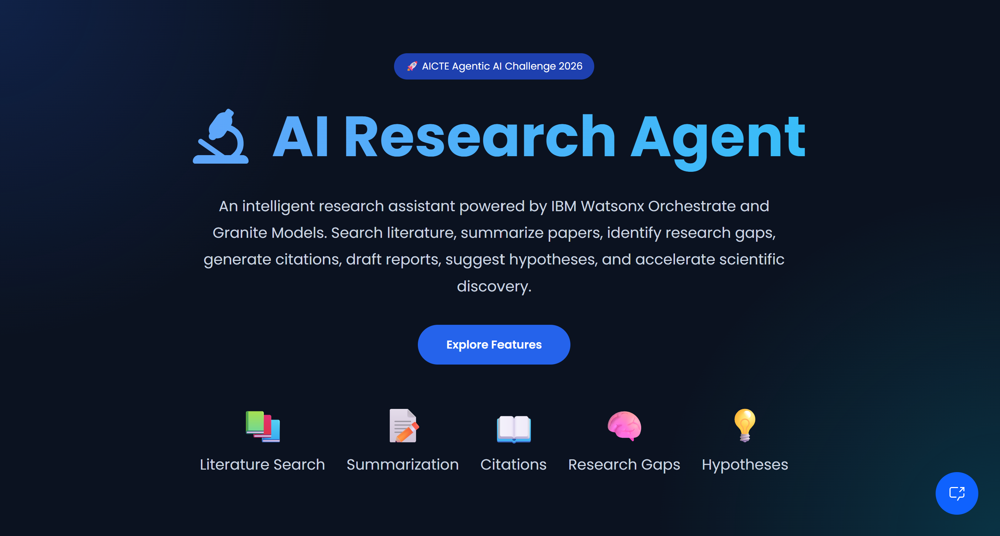 🚀 AICTE Agentic AI Challenge 2026
AI Research Agent
An intelligent research assistant powered by IBM Watsonx Orchestrate and
Granite Models. Search literature, summarize papers, identify research gaps,
generate citations, draft reports, suggest hypotheses, and accelerate scientific
discovery.
Explore Features
Literature Search
Summarization
Citations
Research Gaps
Hypotheses